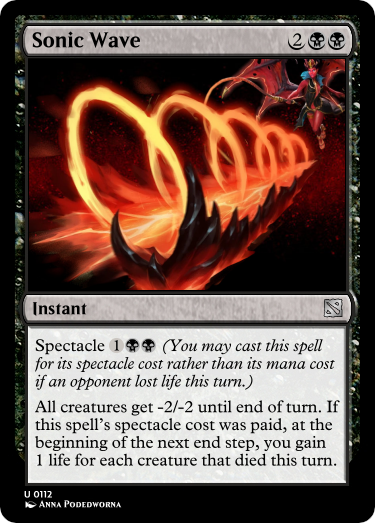 Sonic Wave 2
Instant
Spectacle 1 (You may cast this spell
for its spectacle cost rather than its mana cost
if an opponent lost life this turn.)
All creatures get -2/-2 until end of turn. If
this spell's spectacle cost was paid, at the
beginning of the next end step, you gain
1 life for each creature that died this turn.
U 0112
Anna Podedworna